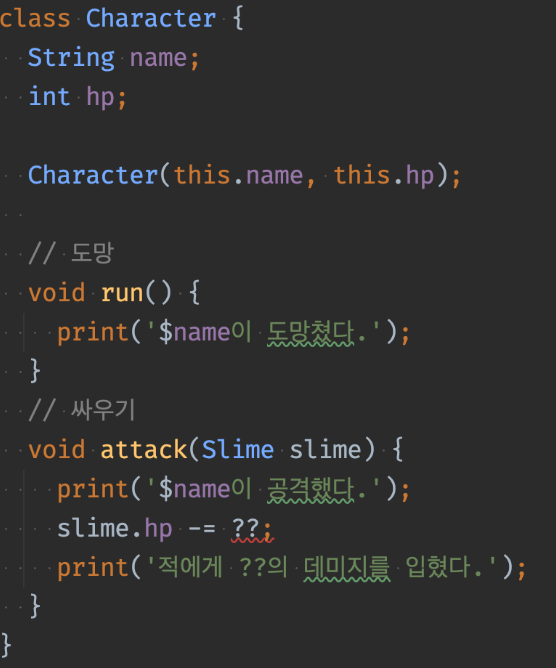 class Character {
String name;
int hp;
Character(this.name, this.hp);
// 도망
void run() {
print('$name이 도망쳤다.');
}
// 싸우기
void attack(Slime slime) {
print('$name이 공격했다.');
slime.hp -= ??;
print('적에게 ??의 데미지를 입혔다.');
}
}